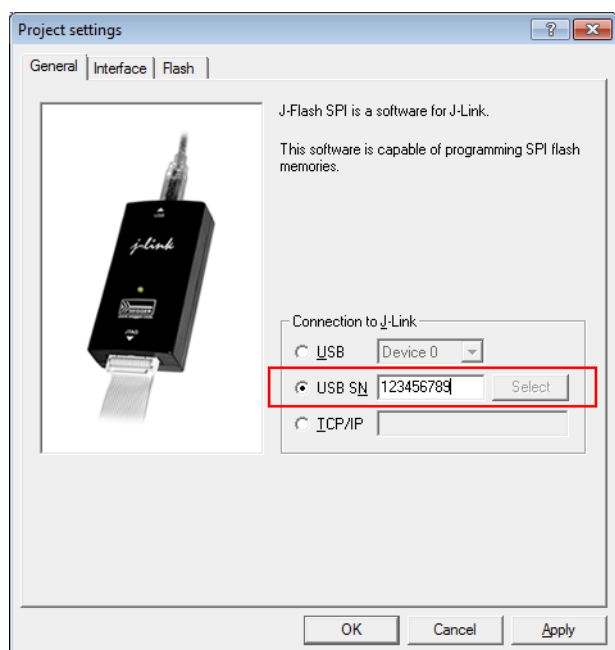 Project settings
General
Interface
Flash
J-Flash SPI is a software for J-Link.
This software is capable of programming SPI flash
memories.
USB
j-link
SEGGER
JTAG
Connection to J-Link
USB
Device 0
USB SN
123456789
Select
TCP/IP
OK
Cancel
Apply